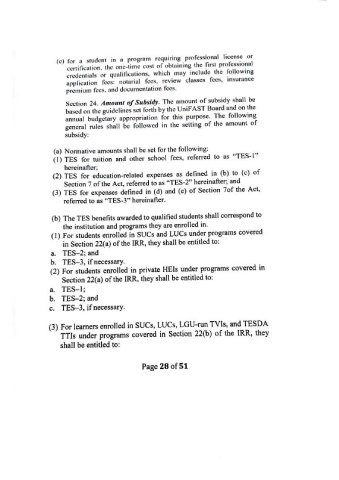 (e) for a student in a program requiring professional license or
certification, the one-time cost of obtaining the first professional
credentials or qualifications, which may include the following
application fees: notarial fees, review classes fees, insurance
premium fees, and documentation fees.
Section 24. Amount of Subsidy. The amount of subsidy shall be
based on the guidelines set forth by the UniFAST Board and on the
annual budgetary appropriation for this purpose. The following
general rules shall be followed in the setting of the amount of
subsidy:
(a) Normative amounts shall be set for the following:
(1) TES for tuition and other school fees, referred to as “TES-1”
hereinafter;
(2) TES for education-related expenses as defined in (b) to (c) of
Section 7 of the Act, referred to as “TES-2” hereinafter; and
(3) TES for expenses defined in (d) and (e) of Section 7of the Act,
referred to as “TES-3” hereinafter.
(b) The TES benefits awarded to qualified students shall correspond to
the institution and programs they are enrolled in.
(1) For students enrolled in SUCs and LUCs under programs covered
in Section 22(a) of the IRR, they shall be entitled to:
a. TES–2; and
b. TES–3, if necessary.
(2) For students enrolled in private HEIs under programs covered in
Section 22(a) of the IRR, they shall be entitled to:
a. TES–1;
b. TES–2; and
c. TES–3, if necessary.
(3) For learners enrolled in SUCs, LUCs, LGU-run TVIs, and TESDA
TTIs under programs covered in Section 22(b) of the IRR, they
shall be entitled to:
Page 28 of 51